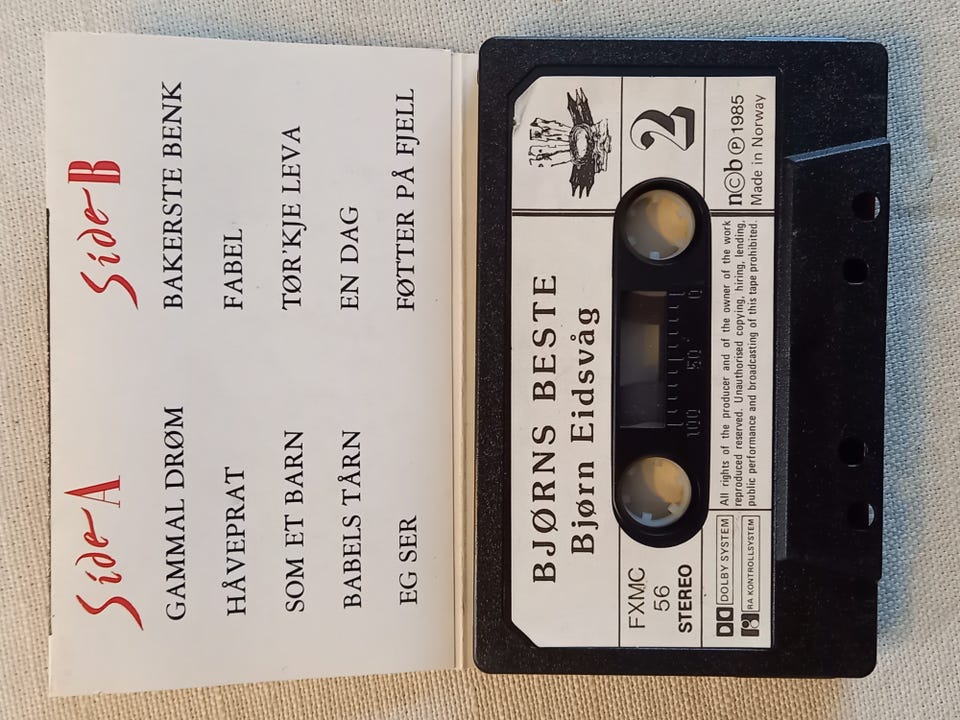 Side A
GAMMAL DRØM
HÅVEPRAT
SOM ET BARN
BABELS TÅRN
EG SER
Side B
BAKERSTE BENK
FABEL
TØR'KJE LEVA
EN DAG
FØTTER PÅ FJELL
BJØRNS BESTE
Bjørn Eidsvåg
2
FXMC
56
STEREO
100 50 0
DOLBY SYSTEM
RA KONTROLLSYSTEM
All rights of the producer and of the owner of the work
reproduced reserved. Unauthorised copying, hiring, lending,
public performance and broadcasting of this tape prohibited.
n©b ℗ 1985
Made in Norway